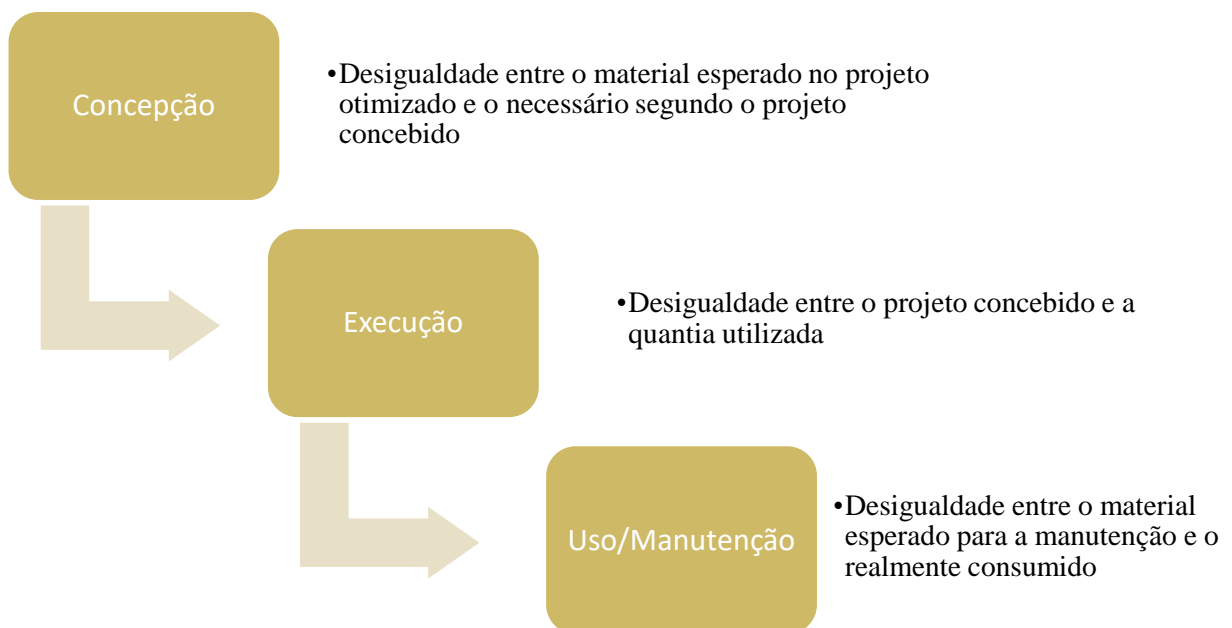 Concepção
•Desigualdade entre o material esperado no projeto
otimizado e o necessário segundo o projeto
concebido
Execução
•Desigualdade entre o projeto concebido e a
quantia utilizada
Uso/Manutenção
•Desigualdade entre o material
esperado para a manutenção e o
realmente consumido